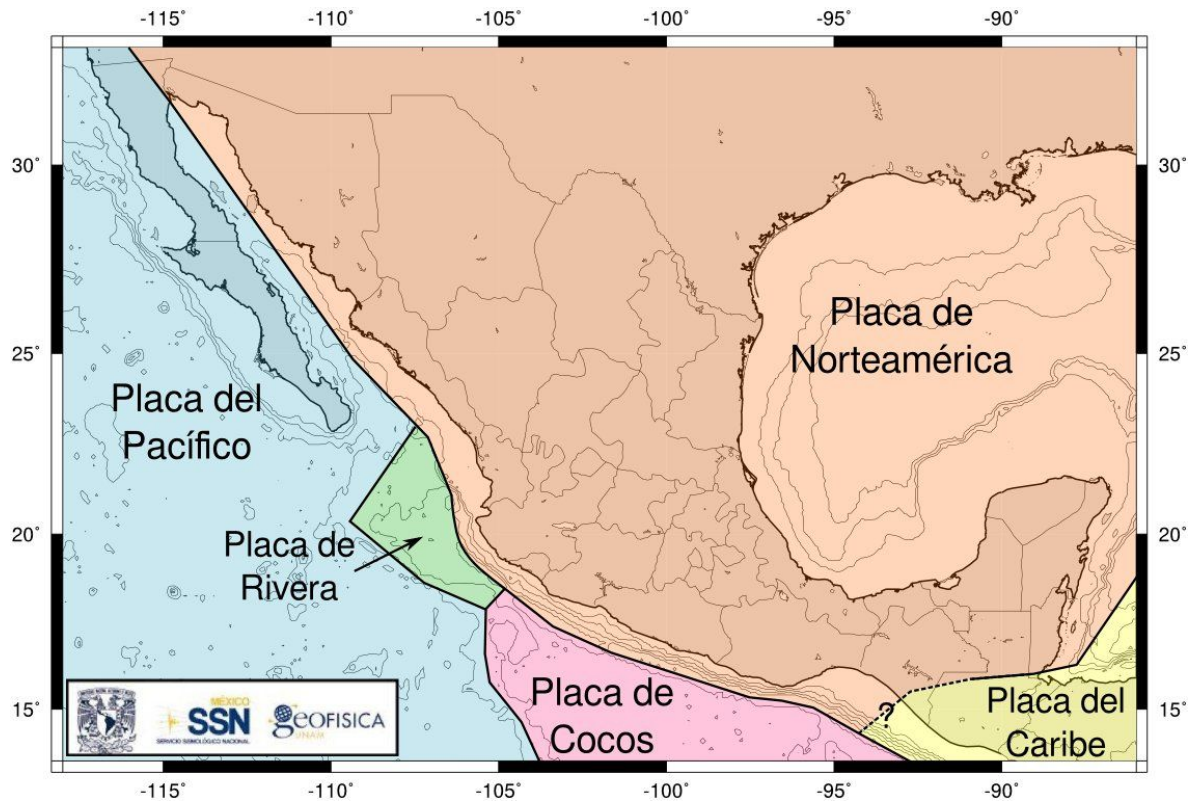 -115˚ -110˚ -105˚ -100˚ -95˚ -90˚
30˚ 30˚
Placa de
Norteamérica
25˚ 25˚
Placa del
Pacífico
20˚ 20˚
Placa de
Rivera
Placa de
Cocos
?
Placa del
Caribe
15˚ 15˚
MÉXICO
SSN
SERVICIO SISMOLÓGICO NACIONAL
GEOFISICA
UNAM
-115˚ -110˚ -105˚ -100˚ -95˚ -90˚